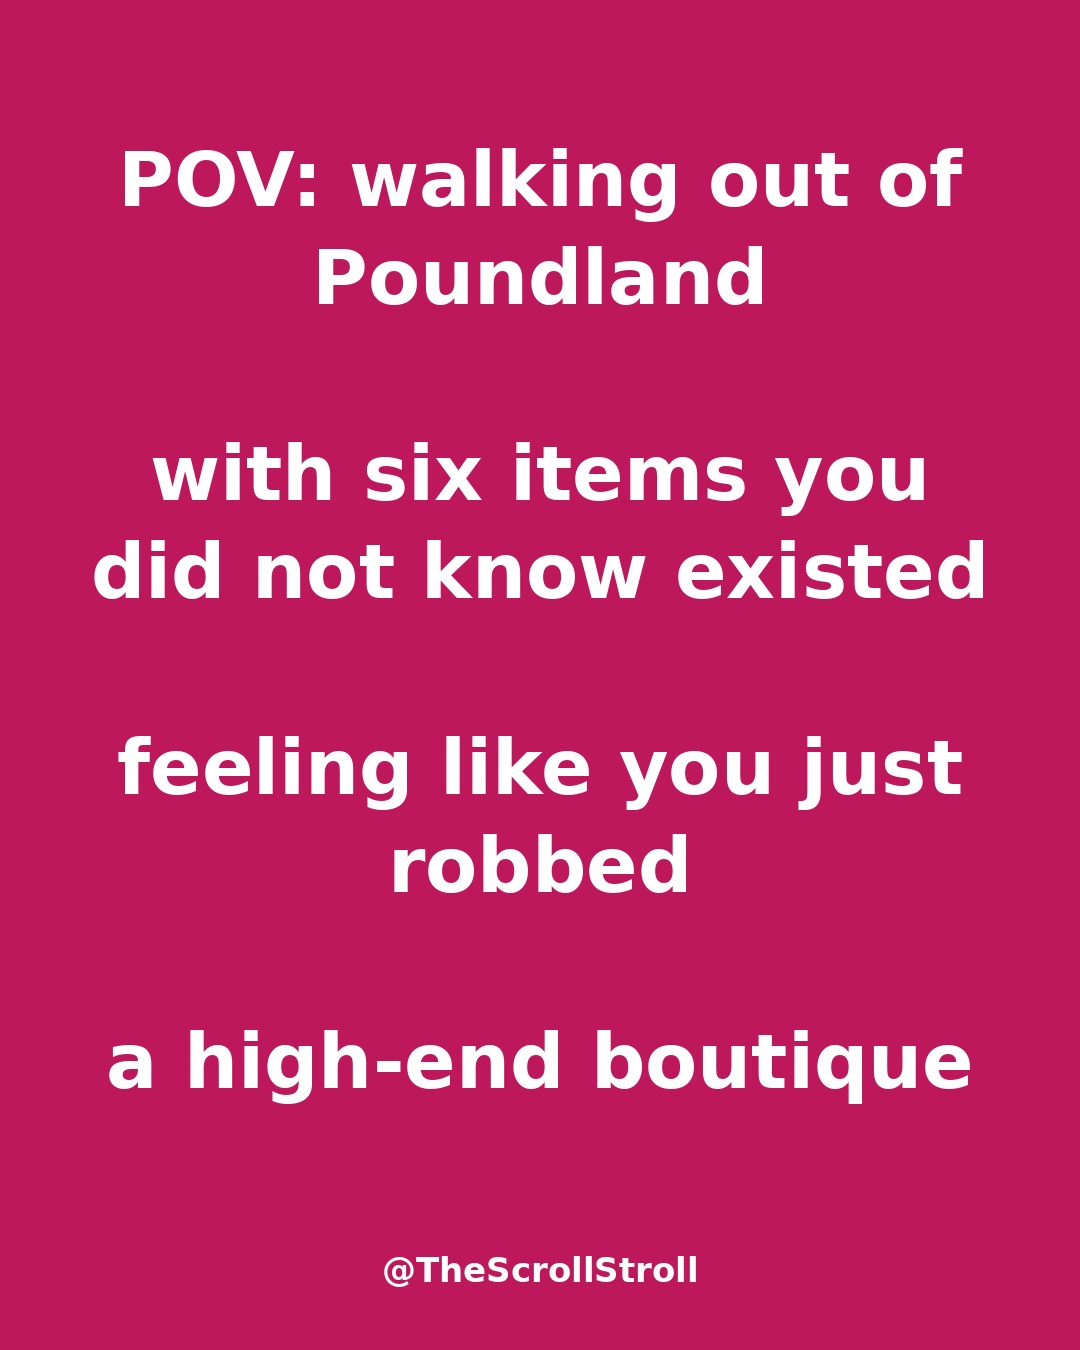 POV: walking out of
Poundland
with six items you
did not know existed
feeling like you just
robbed
a high-end boutique
@TheScrollStroll